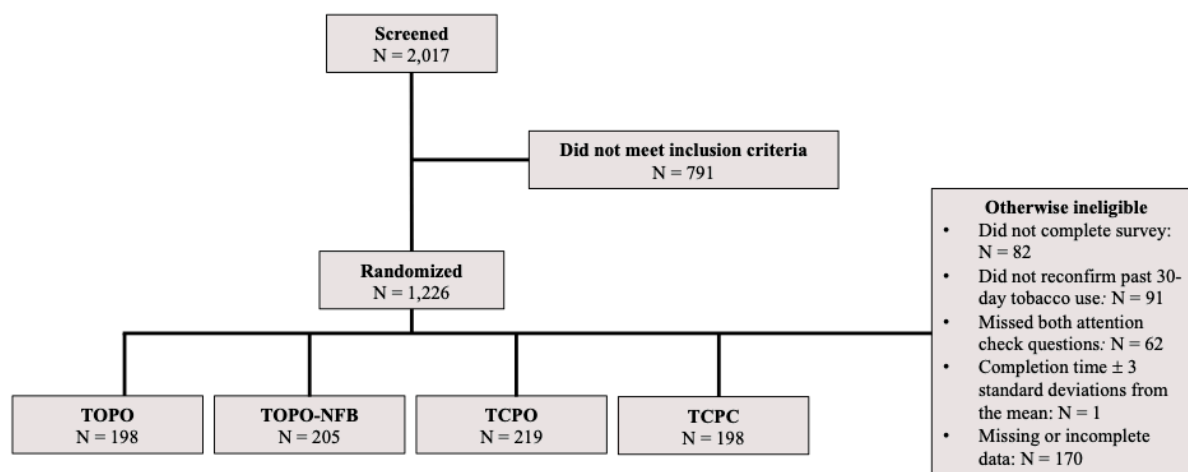 Screened
N = 2,017
Did not meet inclusion criteria
N = 791
Randomized
N = 1,226
Otherwise ineligible
• Did not complete survey:
N = 82
• Did not reconfirm past 30-
day tobacco use: N = 91
• Missed both attention
check questions: N = 62
• Completion time ± 3
standard deviations from
the mean: N = 1
• Missing or incomplete
data: N = 170
TOPO
N = 198
TOPO-NFB
N = 205
TCPO
N = 219
TCPC
N = 198